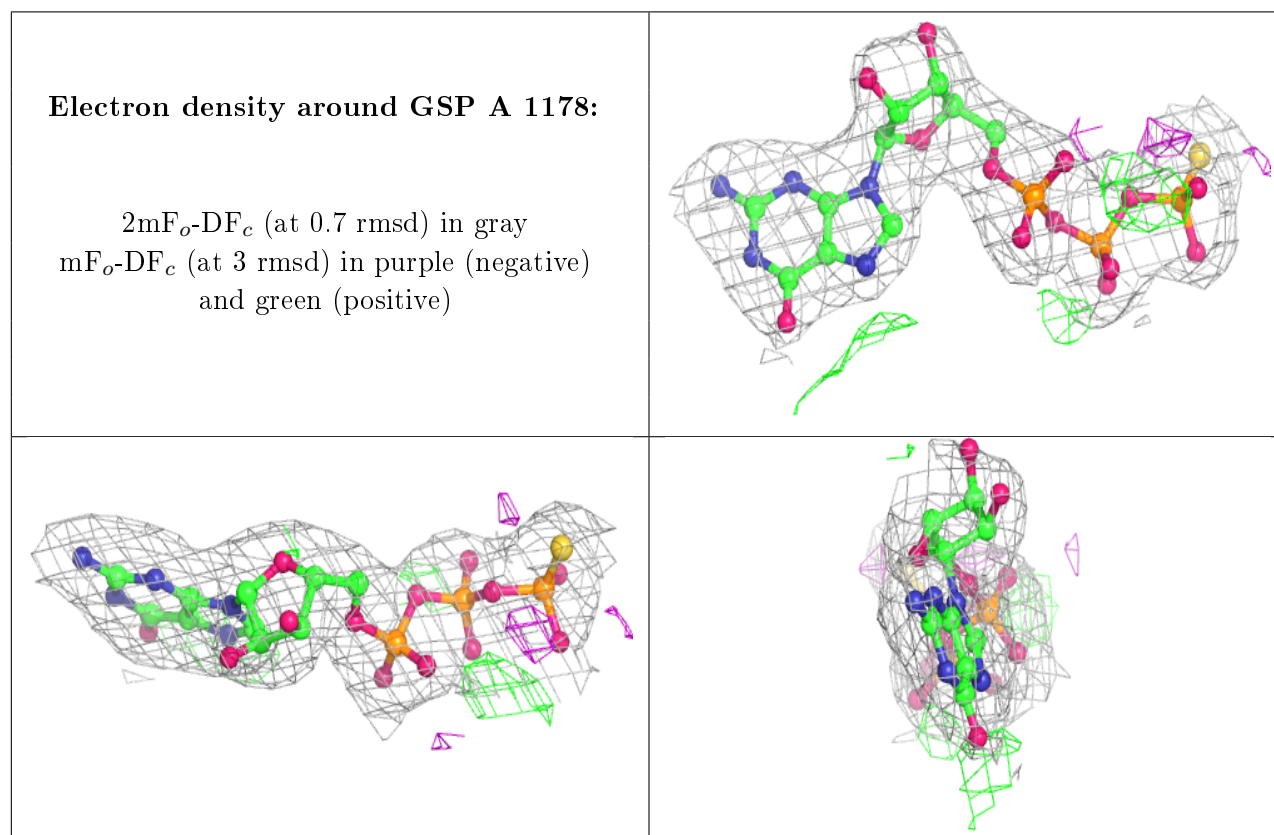 Electron density around GSP A 1178:
2mFo-DFc (at 0.7 rmsd) in gray
mFo-DFc (at 3 rmsd) in purple (negative)
and green (positive)